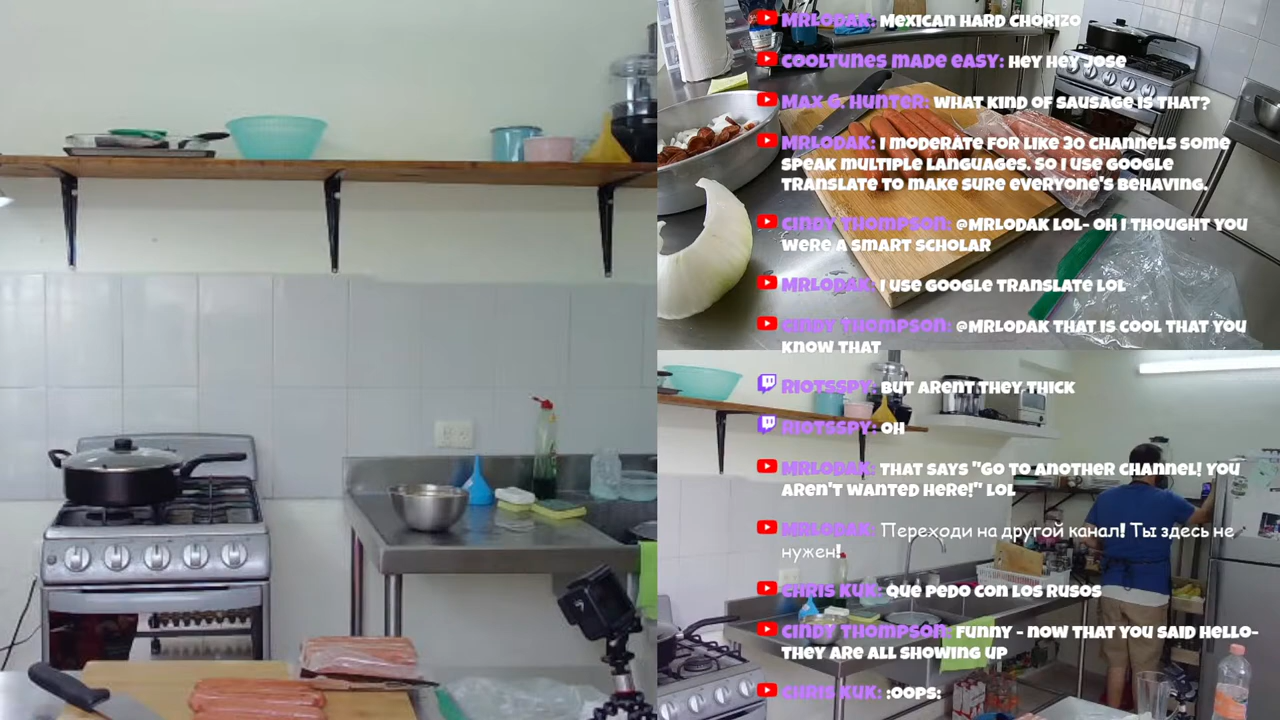 MRLODAK: Mexican hard chorizo
Cooltunes made easy: Hey Hey Jose
Max G. Hunter: What kind of sausage is that?
MRLODAK: I moderate for like 30 channels some
speak multiple languages. So I use Google
Translate to make sure everyone's behaving.
Cindy Thompson: @MRLODAK LOL- oh I thought you
were a smart scholar
MRLODAK: I use Google Translate LOL
Cindy Thompson: @MRLODAK that is cool that you
know that
riotsspy: but arent they thick
riotsspy: oh
MRLODAK: That says "Go to another channel! You
aren't wanted here!" LOL
MRLODAK: Переходи на другой канал! Ты здесь не
нужен!
Chris Kuk: Qué pedo con los rusos
Cindy Thompson: Funny - now that you said hello-
they are all showing up
Chris Kuk: :oops: